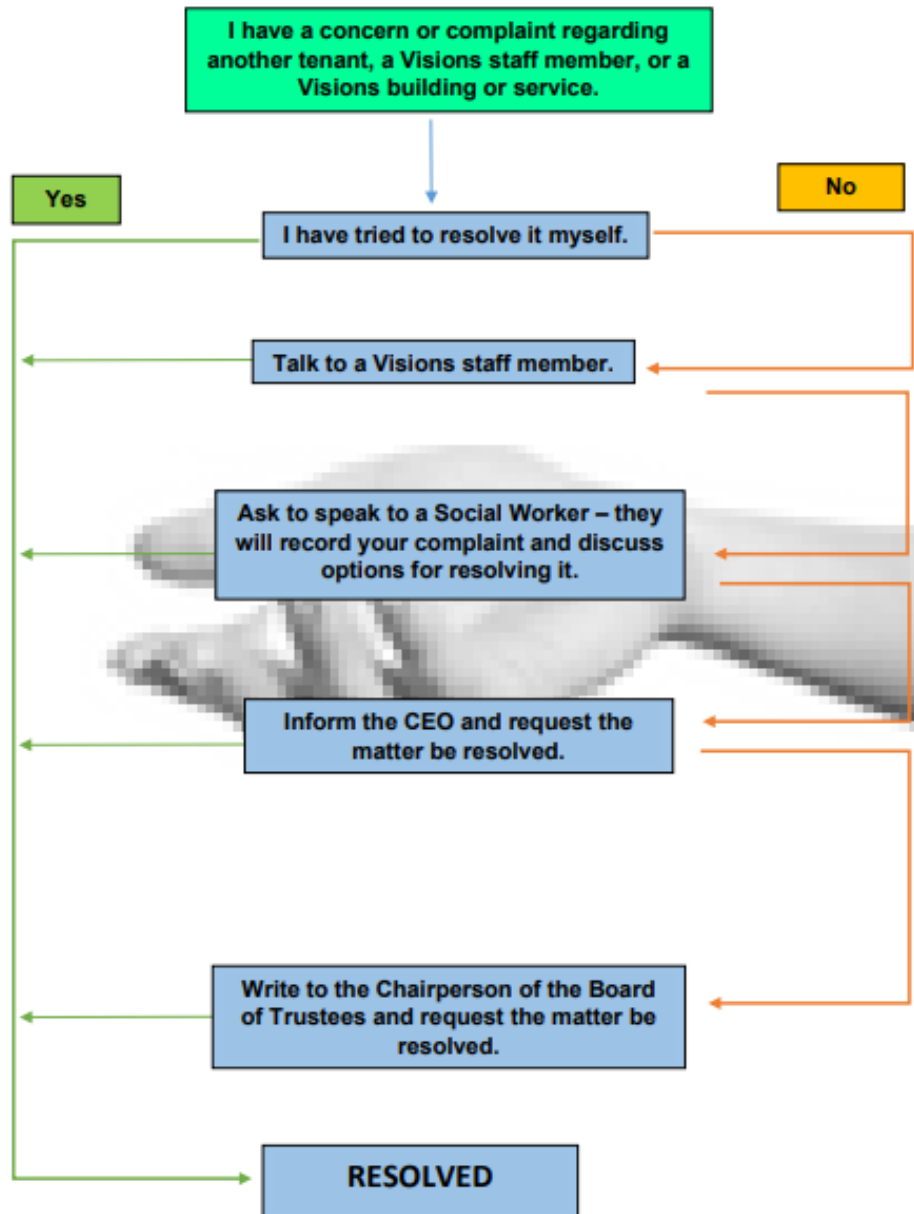 I have a concern or complaint regarding
another tenant, a Visions staff member, or a
Visions building or service.
Yes
No
I have tried to resolve it myself.
Talk to a Visions staff member.
Ask to speak to a Social Worker – they
will record your complaint and discuss
options for resolving it.
Inform the CEO and request the
matter be resolved.
Write to the Chairperson of the Board
of Trustees and request the matter be
resolved.
RESOLVED